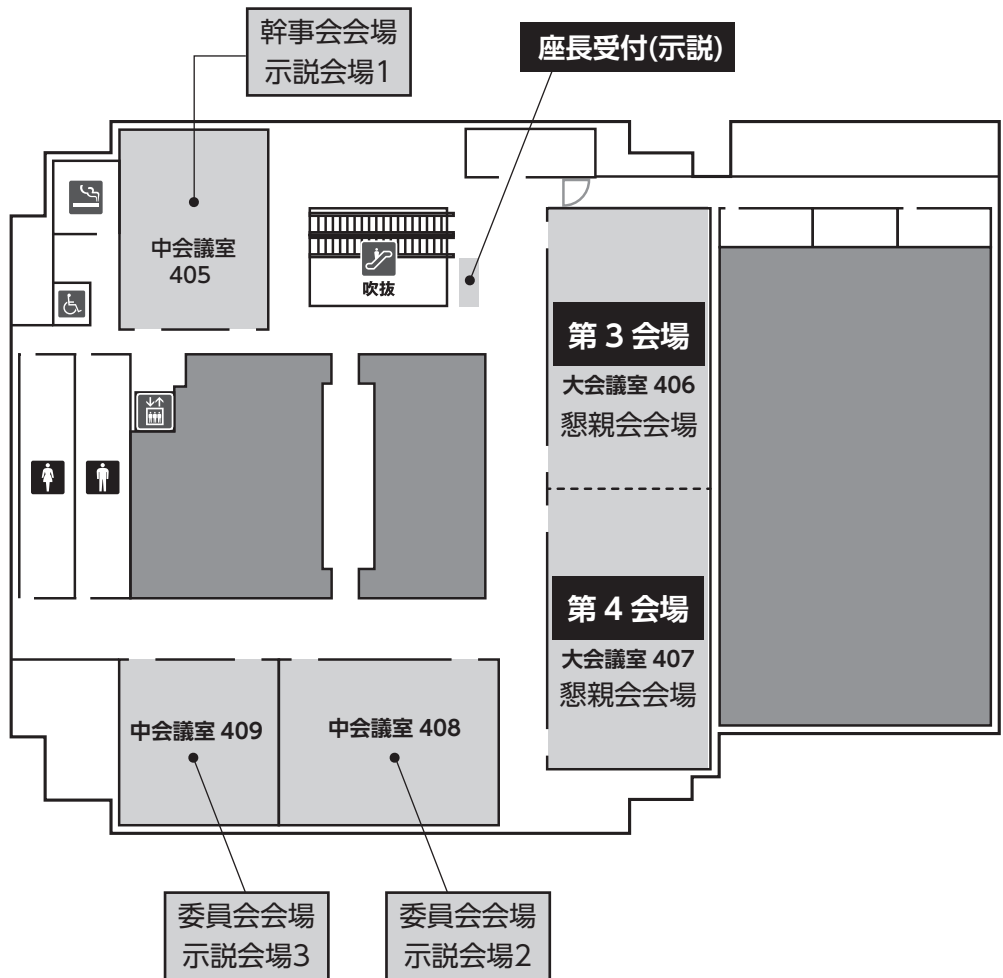 幹事会会場
示説会場1
座長受付(示説)
中会議室
405
吹抜
第 3 会場
大会議室 406
懇親会会場
第 4 会場
大会議室 407
懇親会会場
中会議室 409
中会議室 408
委員会会場
示説会場3
委員会会場
示説会場2